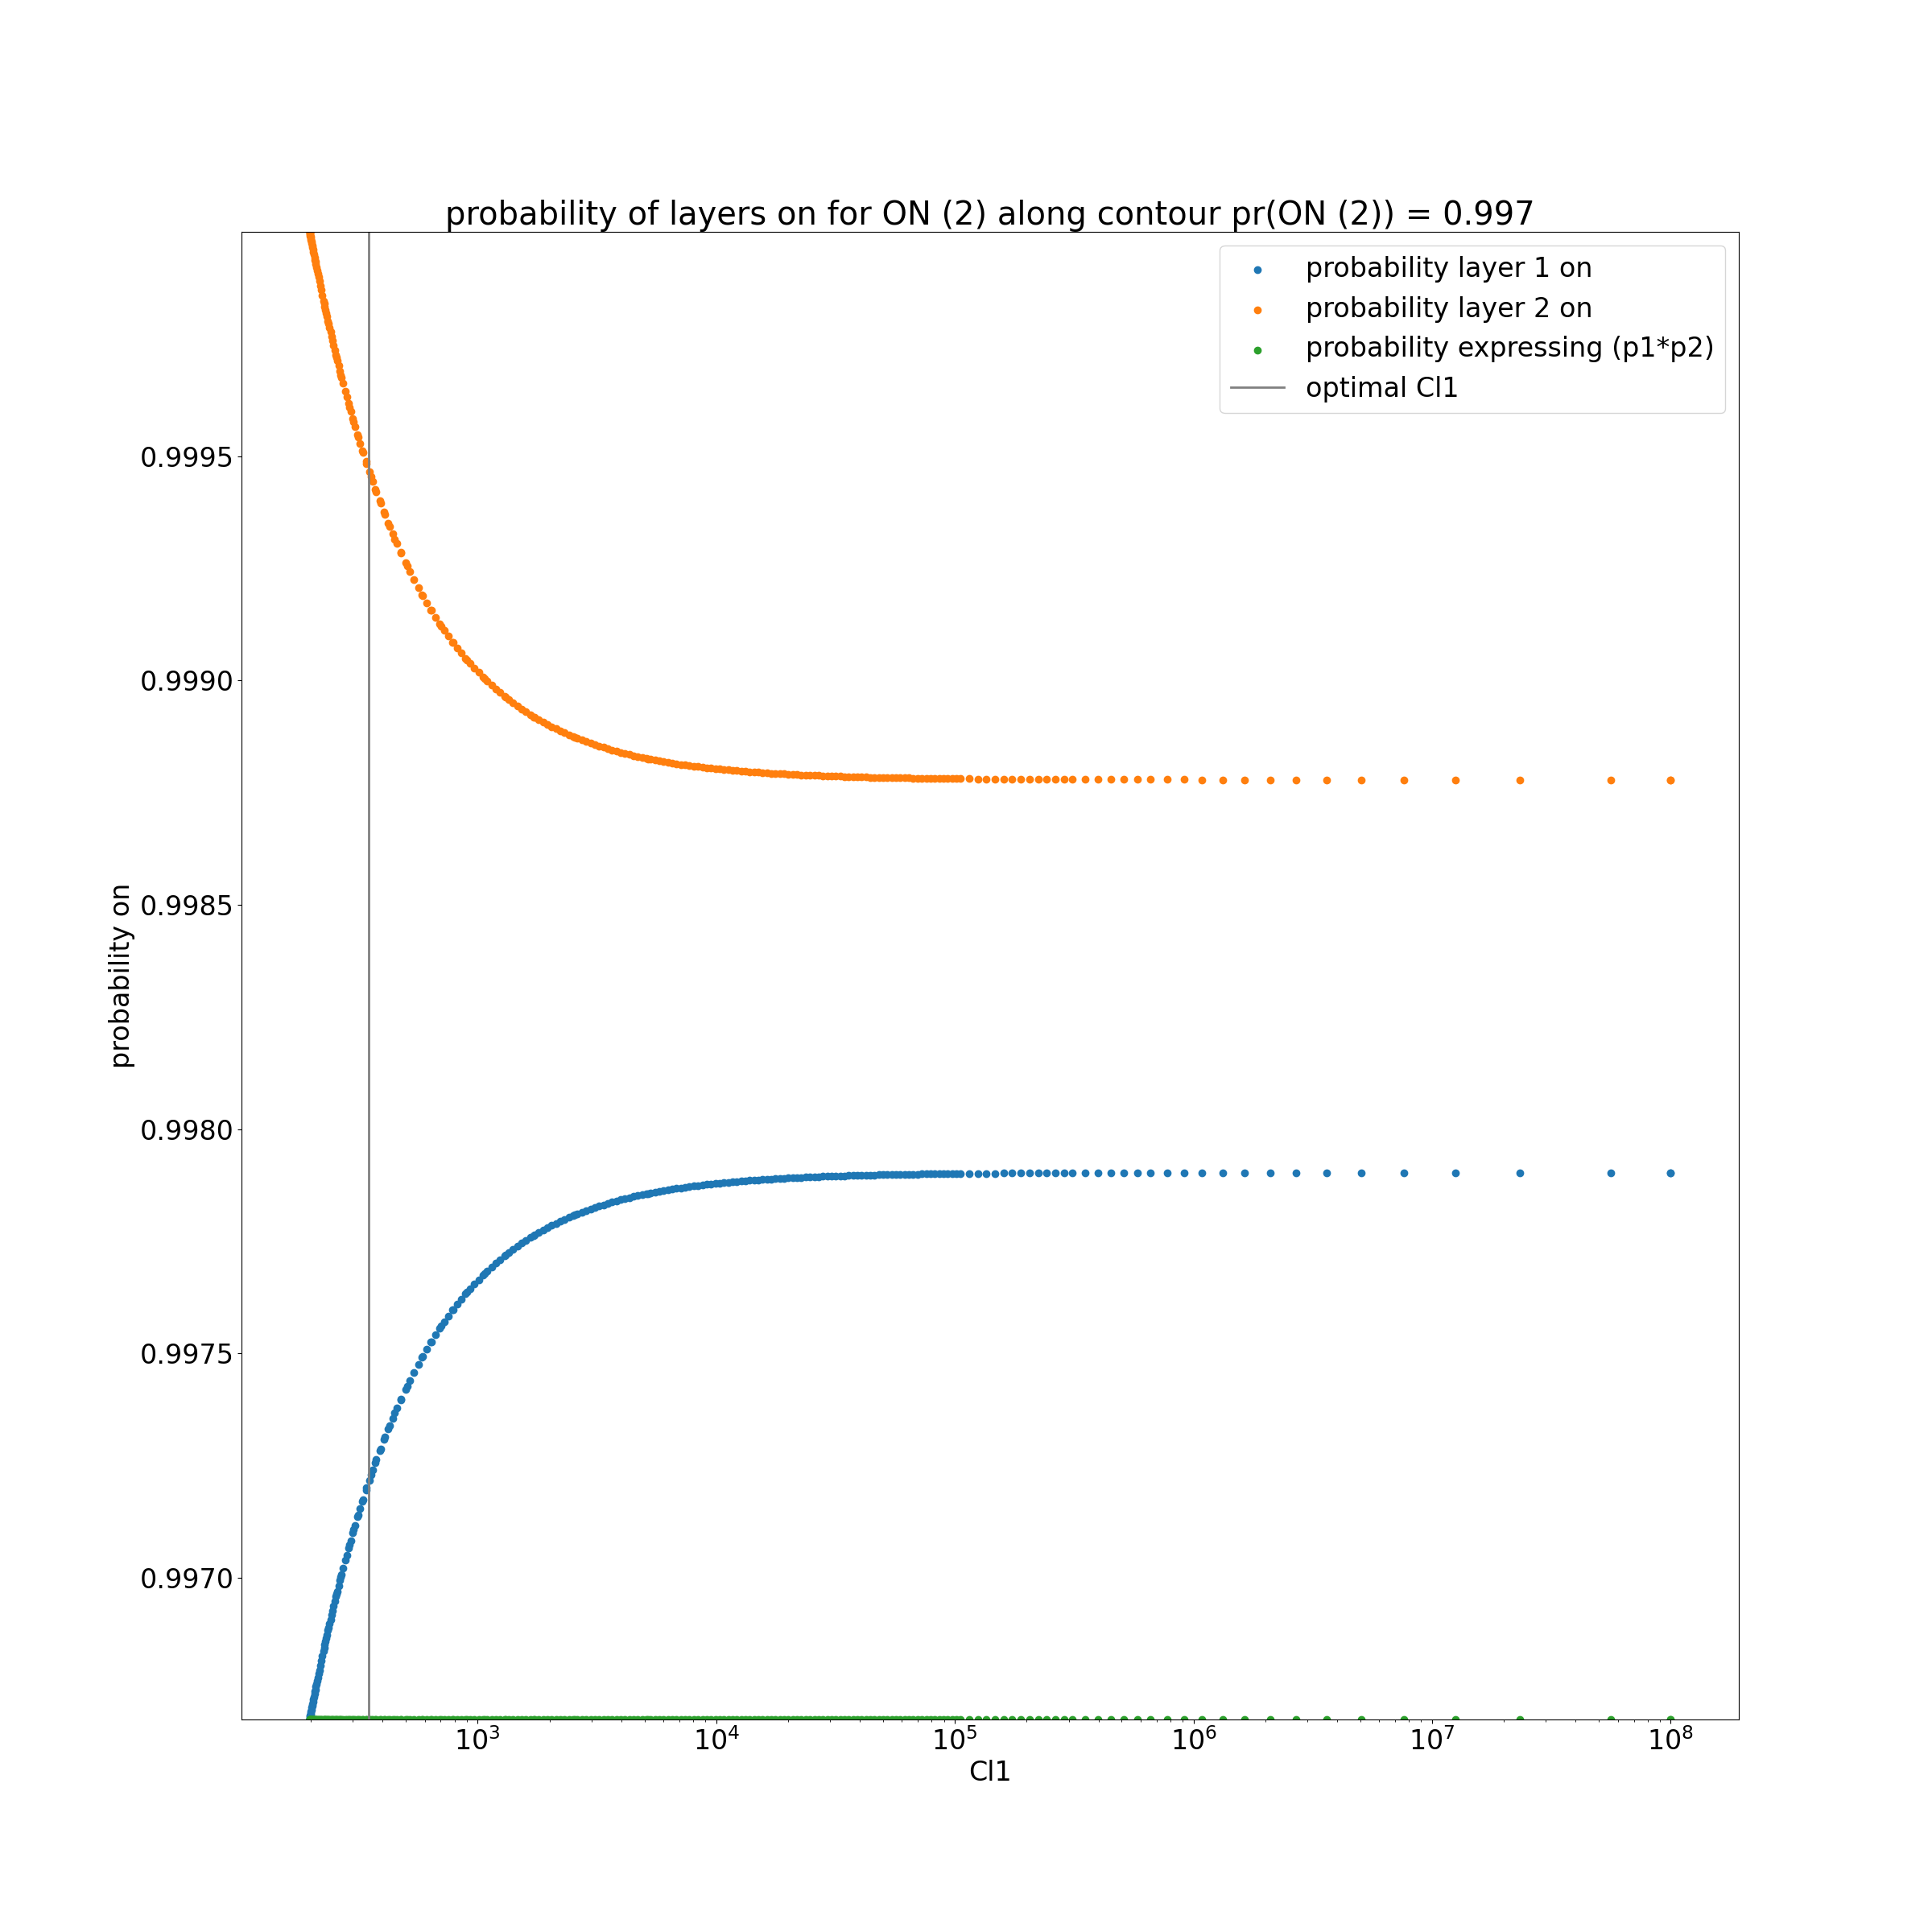 probability of layers on for ON (2) along contour pr(ON (2)) = 0.997
probability layer 1 on
probability layer 2 on
probability expressing (p1*p2)
optimal Cl1
0.9995
0.9990
0.9985
0.9980
0.9975
0.9970
probability on
10³
10⁴
10⁵
10⁶
10⁷
10⁸
Cl1